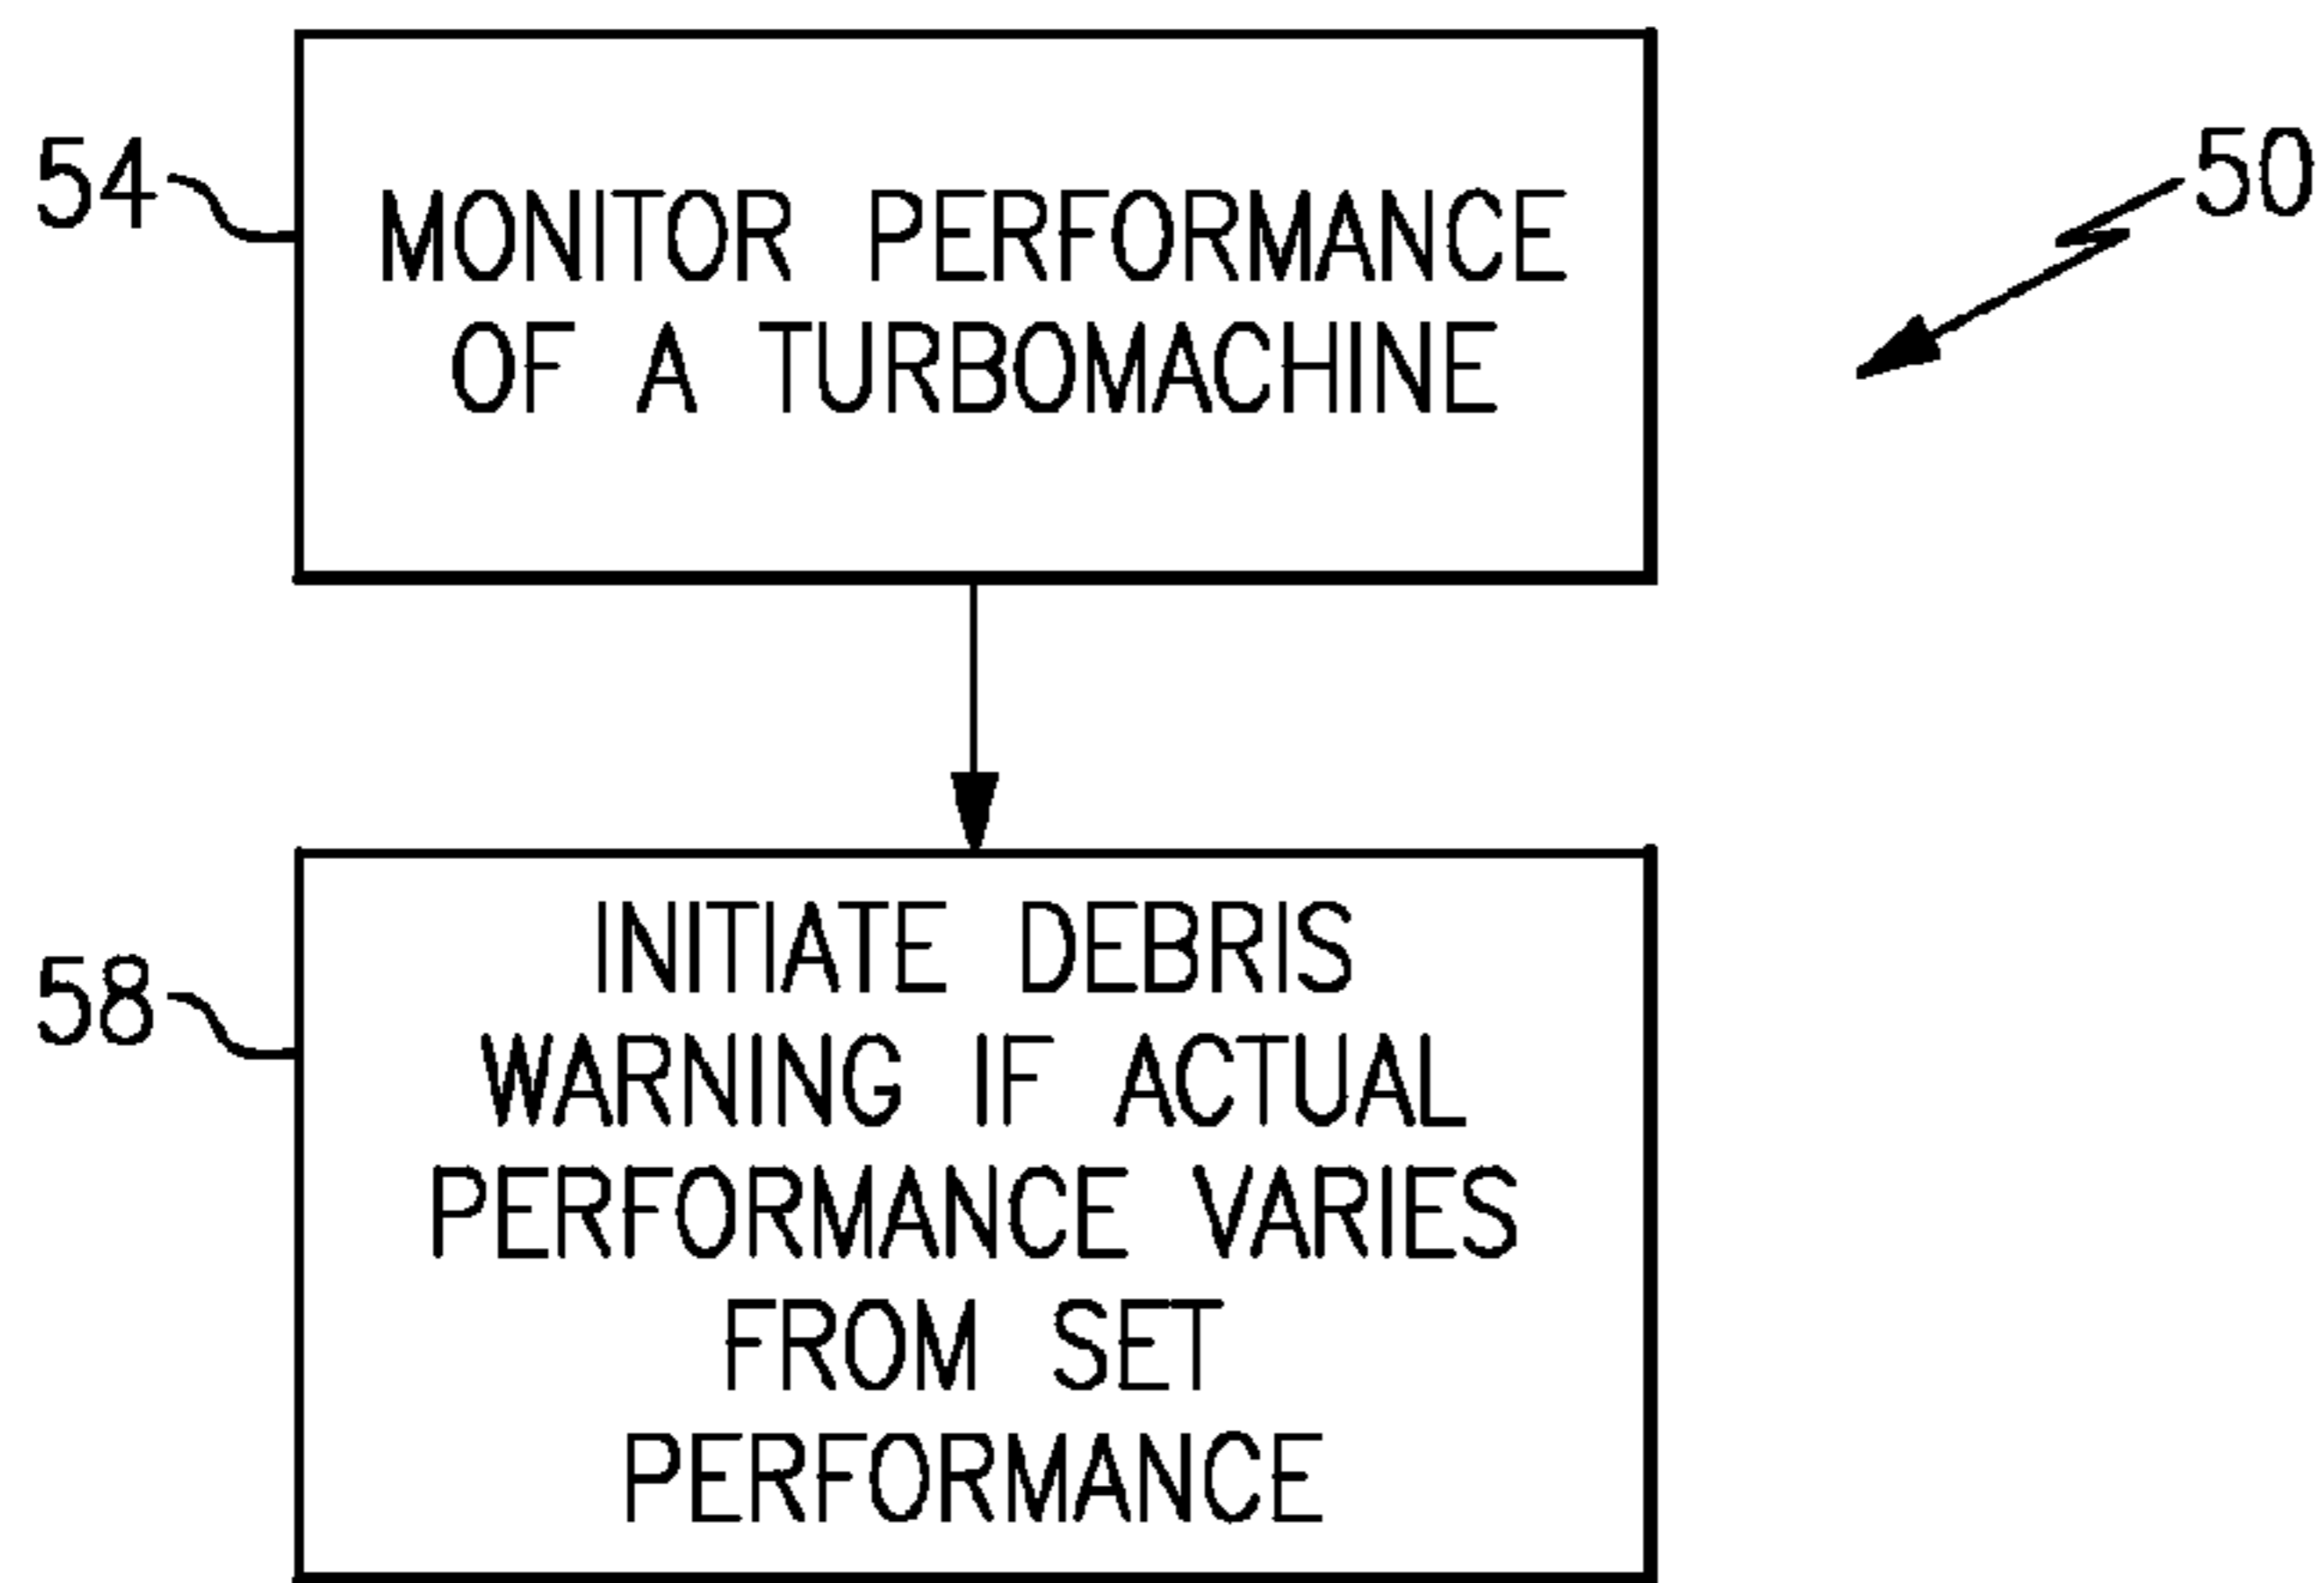 54
MONITOR PERFORMANCE
OF A TURBOMACHINE
50
58
INITIATE DEBRIS
WARNING IF ACTUAL
PERFORMANCE VARIES
FROM SET
PERFORMANCE